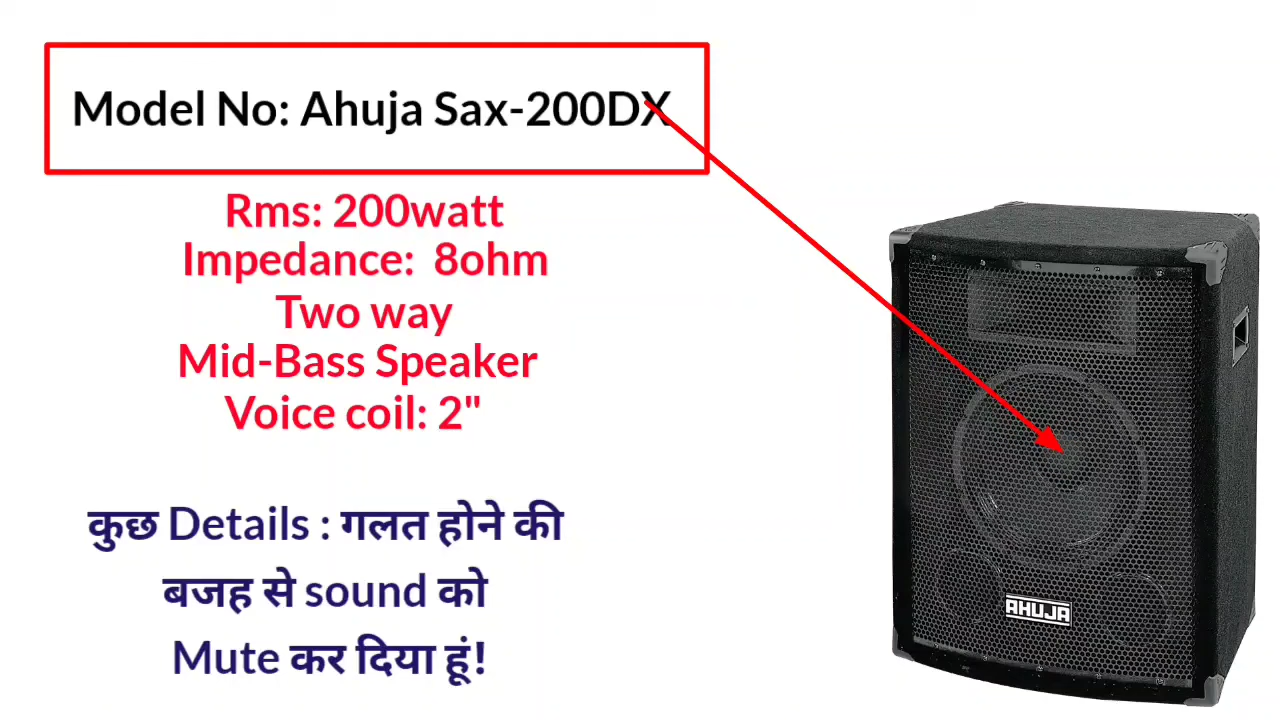 Model No: Ahuja Sax-200DX
Rms: 200watt
Impedance:  8ohm
Two way
Mid-Bass Speaker
Voice coil: 2"
कुछ Details : गलत होने की
बजह से sound को
Mute कर दिया हूं!
AHUJA